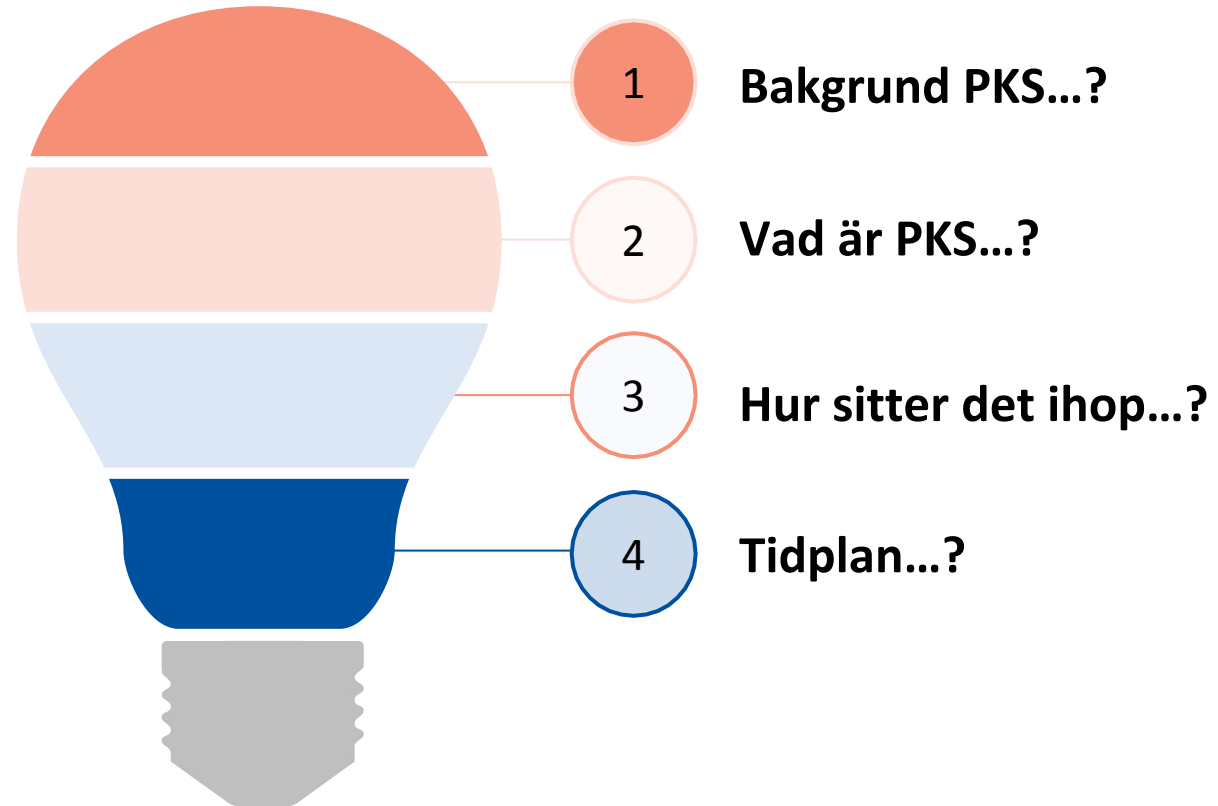 1 Bakgrund PKS...?
2 Vad är PKS...?
3 Hur sitter det ihop...?
4 Tidplan...?